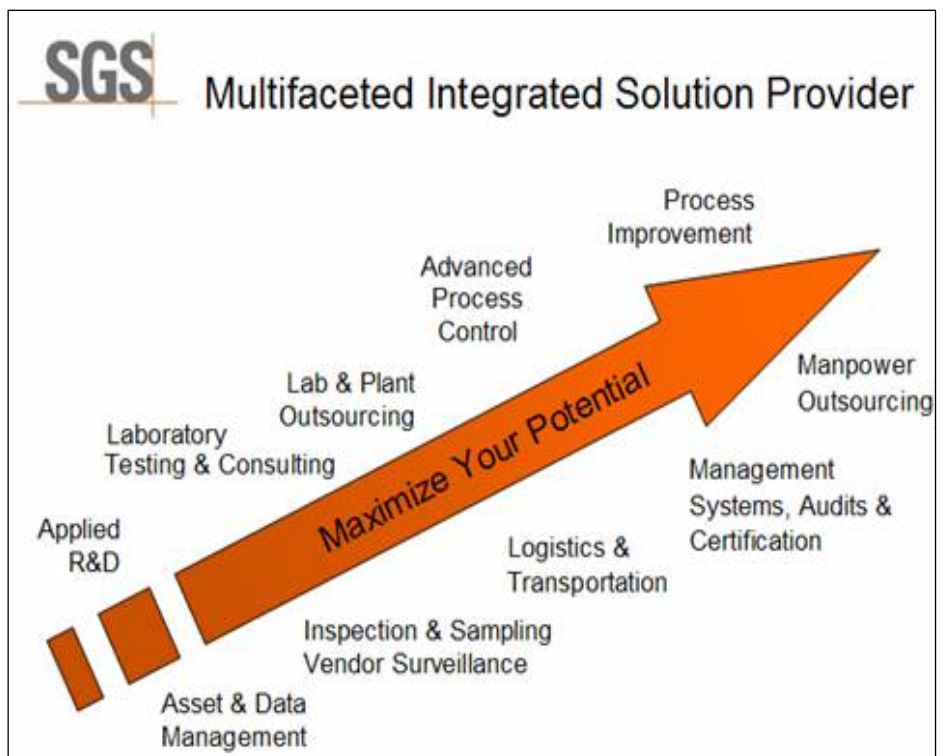 SGS
Multifaceted Integrated Solution Provider
Process
Improvement
Advanced
Process
Control
Lab & Plant
Outsourcing
Laboratory
Testing & Consulting
Applied
R&D
Maximize Your Potential
Manpower
Outsourcing
Management
Systems, Audits &
Certification
Logistics &
Transportation
Inspection & Sampling
Vendor Surveillance
Asset & Data
Management